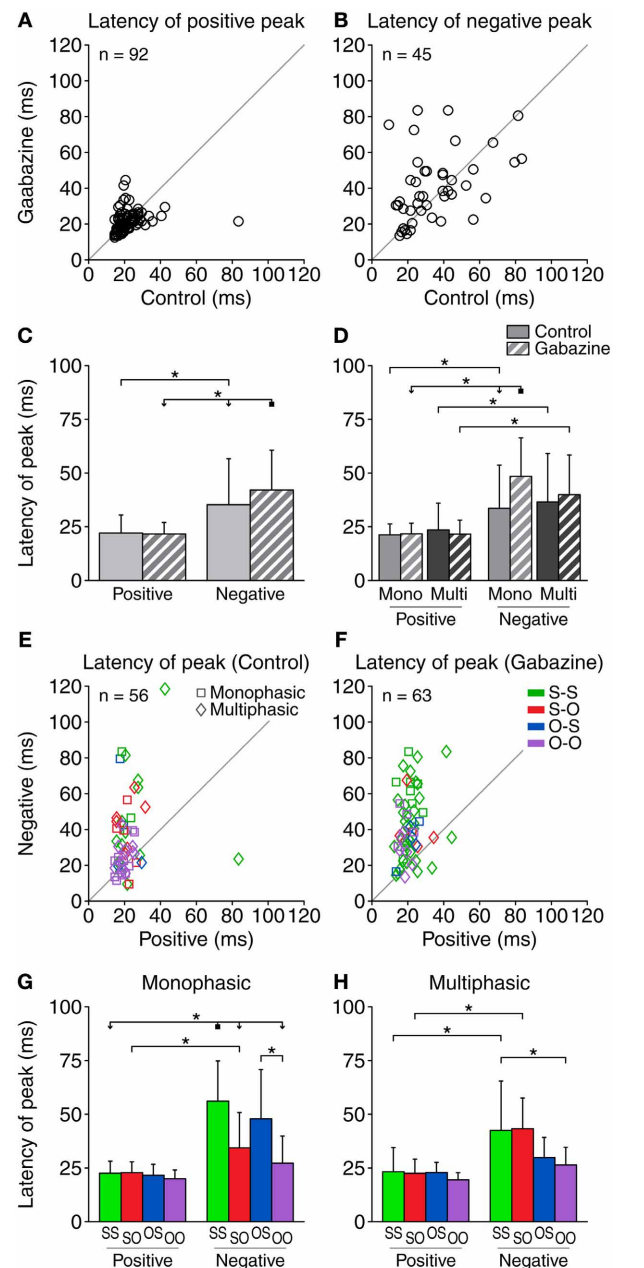 A Latency of positive peak
n = 92
120
100
80
60
40
20
0
Gaabazine (ms)
0 20 40 60 80 100 120
Control (ms)
B Latency of negative peak
n = 45
120
100
80
60
40
20
0
0 20 40 60 80 100 120
Control (ms)
C
100
75
50
25
0
Latency of peak (ms)
*
*
Positive Negative
D
Control
Gabazine
100
75
50
25
0
*
*
*
*
Mono Multi Mono Multi
Positive Negative
E Latency of peak (Control)
n = 56
Monophasic
Multiphasic
120
100
80
60
40
20
0
Negative (ms)
0 20 40 60 80 100 120
Positive (ms)
F Latency of peak (Gabazine)
n = 63
S-S
S-O
O-S
O-O
120
100
80
60
40
20
0
0 20 40 60 80 100 120
Positive (ms)
G Monophasic
100
75
50
25
0
Latency of peak (ms)
*
*
*
SS SO OS OO SS SO OS OO
Positive Negative
H Multiphasic
100
75
50
25
0
*
*
*
SS SO OS OO SS SO OS OO
Positive Negative